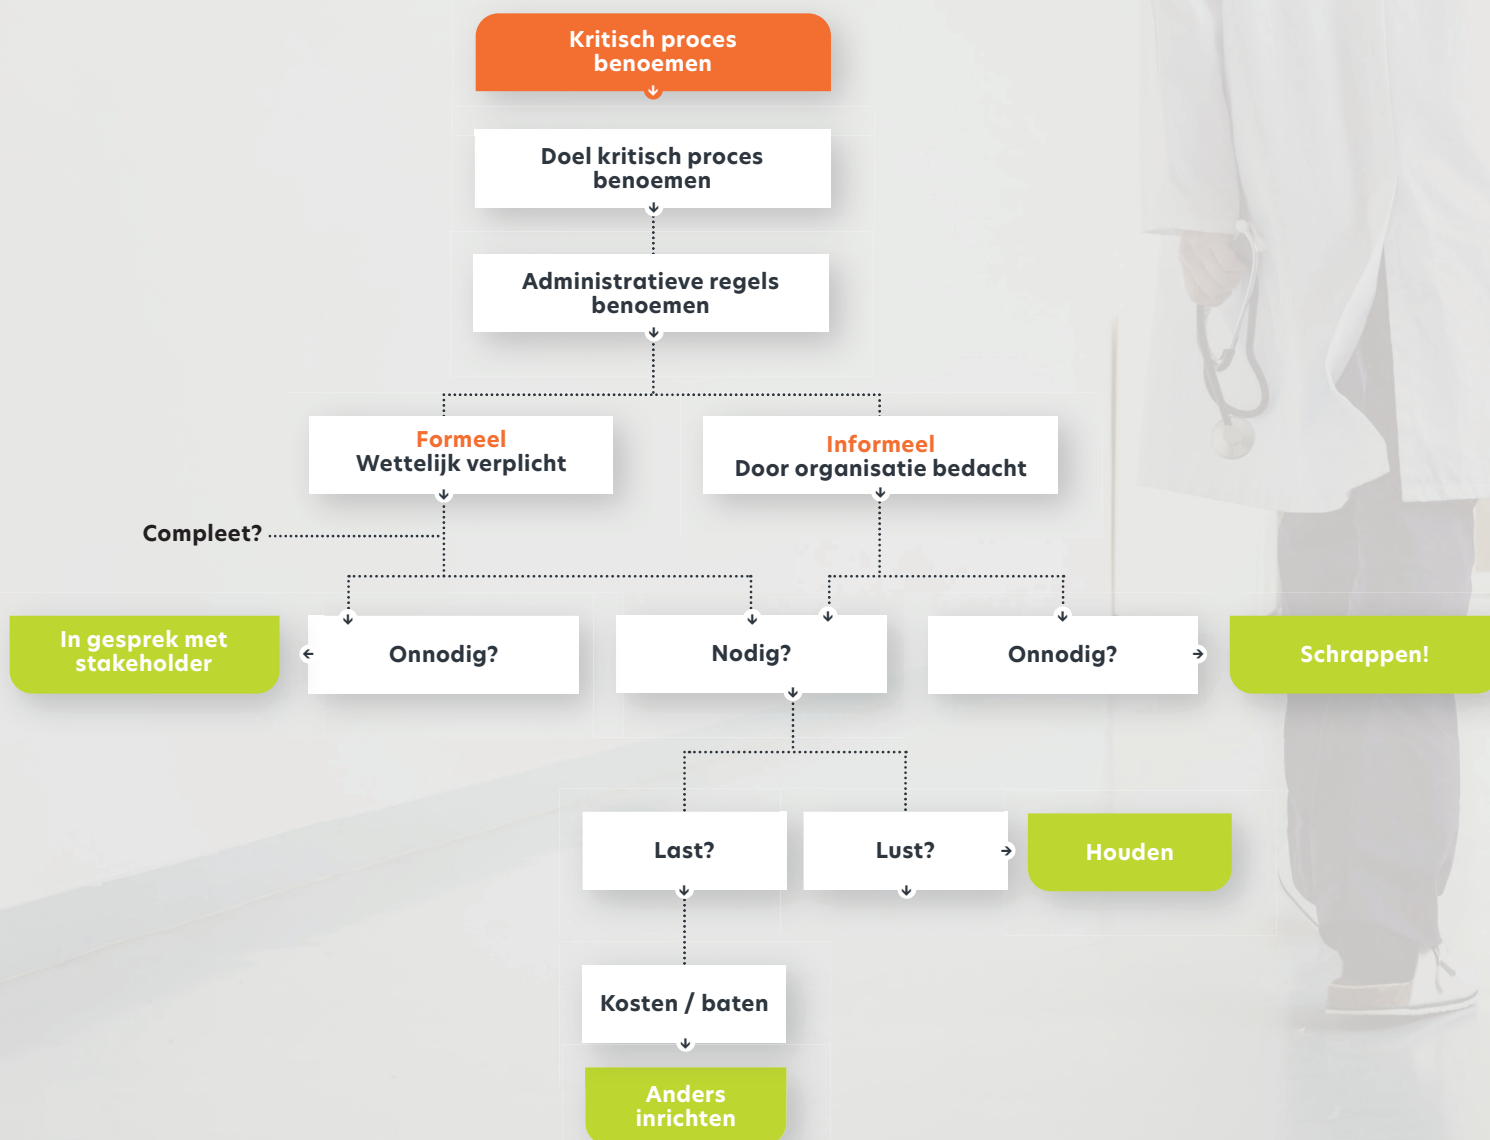 Kritisch proces
benoemen
Doel kritisch proces
benoemen
Administratieve regels
benoemen
Formeel
Wettelijk verplicht
Informeel
Door organisatie bedacht
Compleet?
In gesprek met
stakeholder
Onnodig?
Nodig?
Onnodig?
Schrappen!
Last?
Lust?
Houden
Kosten / baten
Anders
inrichten